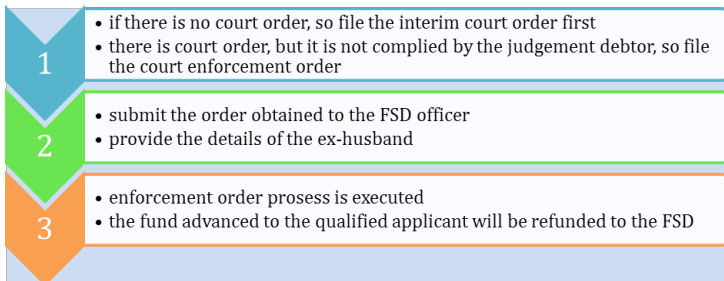 1
• if there is no court order, so file the interim court order first
• there is court order, but it is not complied by the judgement debtor, so file
the court enforcement order
2
• submit the order obtained to the FSD officer
• provide the details of the ex-husband
3
• enforcement order prosess is executed
• the fund advanced to the qualified applicant will be refunded to the FSD